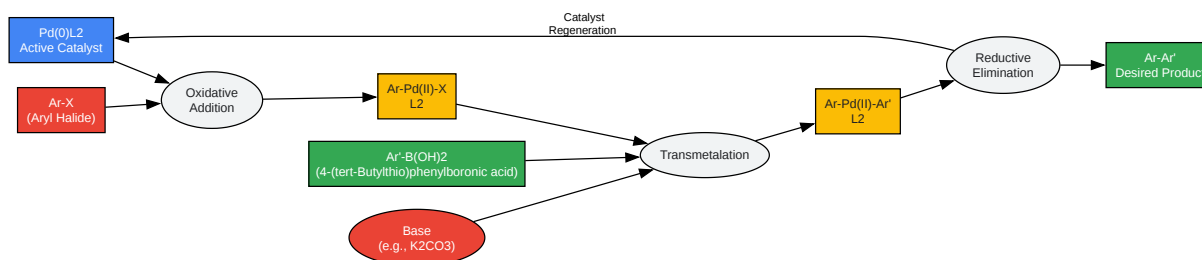 Pd(0)L2
Active Catalyst
Ar-X
(Aryl Halide)
Oxidative
Addition
Catalyst
Regeneration
Ar-Pd(II)-X
L2
Ar'-B(OH)2
(4-(tert-Butylthio)phenylboronic acid)
Base
(e.g., K2CO3)
Transmetalation
Ar-Pd(II)-Ar'
L2
Reductive
Elimination
Ar-Ar'
Desired Product